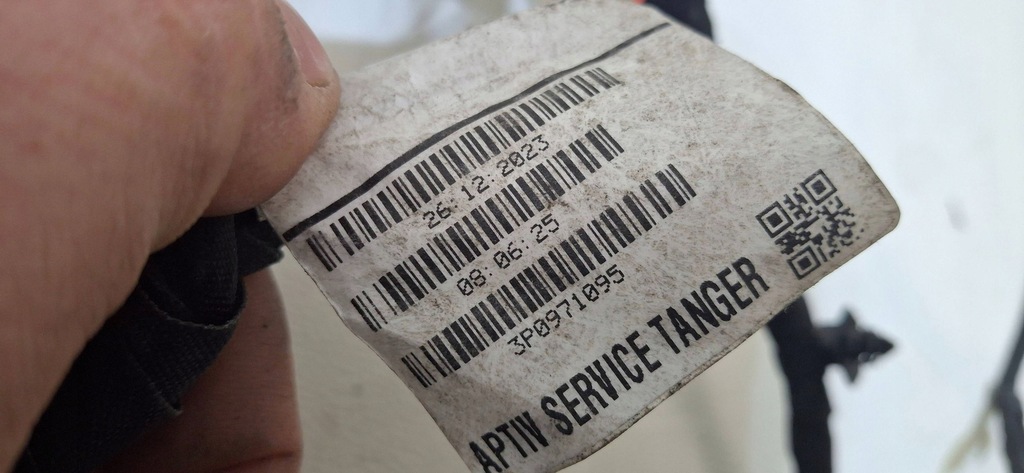 26.12.2023
08:06:25
3P0971095
APTIV SERVICE TANGER